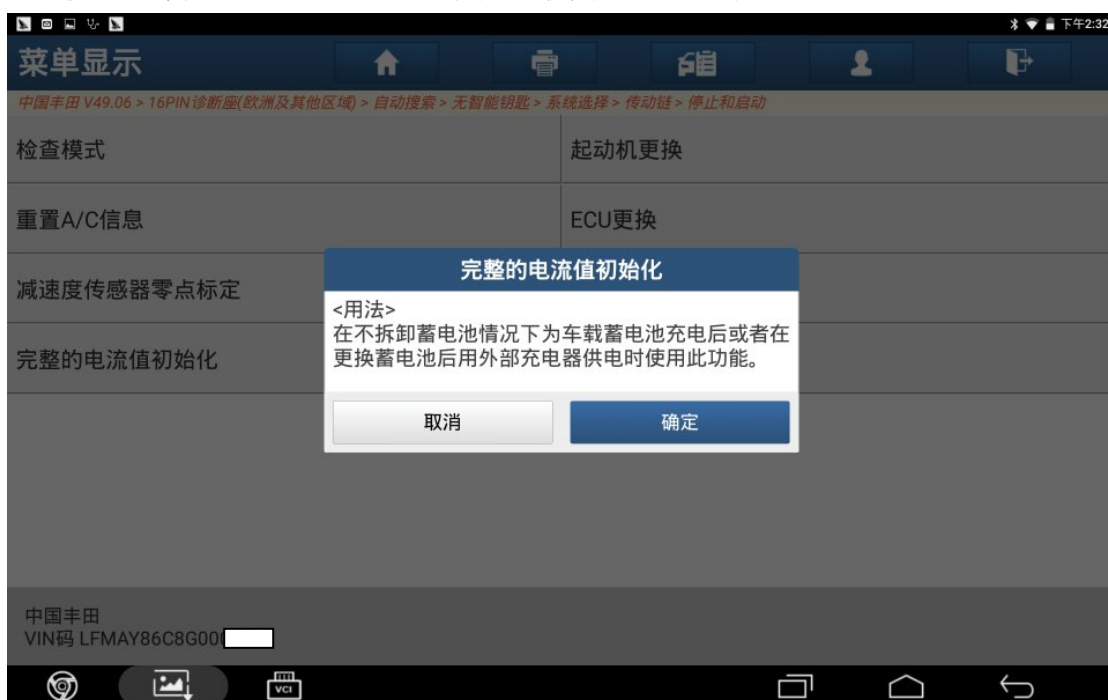 下午2:32
菜单显示
中国丰田 V49.06 > 16PIN诊断座(欧洲及其他区域) > 自动搜索 > 无智能钥匙 > 系统选择 > 传动链 > 停止和启动
检查模式
起动机更换
重置A/C信息
ECU更换
减速度传感器零点标定
完整的电流值初始化
完整的电流值初始化
<用法>
在不拆卸蓄电池情况下为车载蓄电池充电后或者在
更换蓄电池后用外部充电器供电时使用此功能。
取消
确定
中国丰田
VIN码 LFMAY86C8G00
VCI